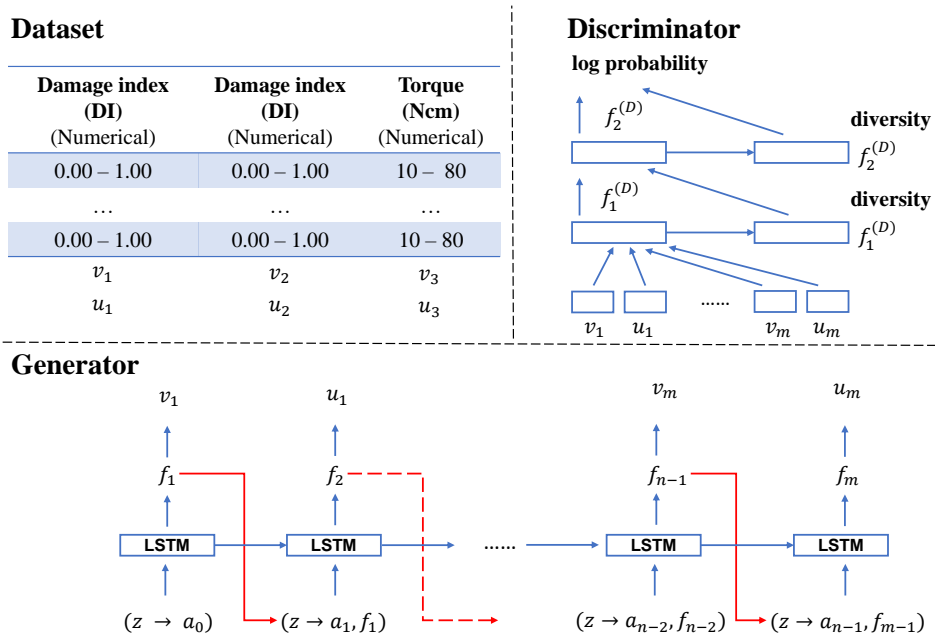 Dataset
Damage index (DI) (Numerical)
Damage index (DI) (Numerical)
Torque (Ncm) (Numerical)
0.00 – 1.00 0.00 – 1.00 10 – 80
… … …
0.00 – 1.00 0.00 – 1.00 10 – 80
v₁ v₂ v₃
u₁ u₂ u₃
Discriminator
log probability
f₂⁽ᴰ⁾ diversity
f₂⁽ᴰ⁾
f₁⁽ᴰ⁾ diversity
f₁⁽ᴰ⁾
......
v₁ u₁ vₘ uₘ
Generator
v₁ u₁ vₘ uₘ
f₁ f₂ fₙ₋₁ fₘ
LSTM LSTM ...... LSTM LSTM
(z → a₀) (z → a₁, f₁) (z → aₙ₋₂, fₙ₋₂) (z → aₙ₋₁, fₘ₋₁)